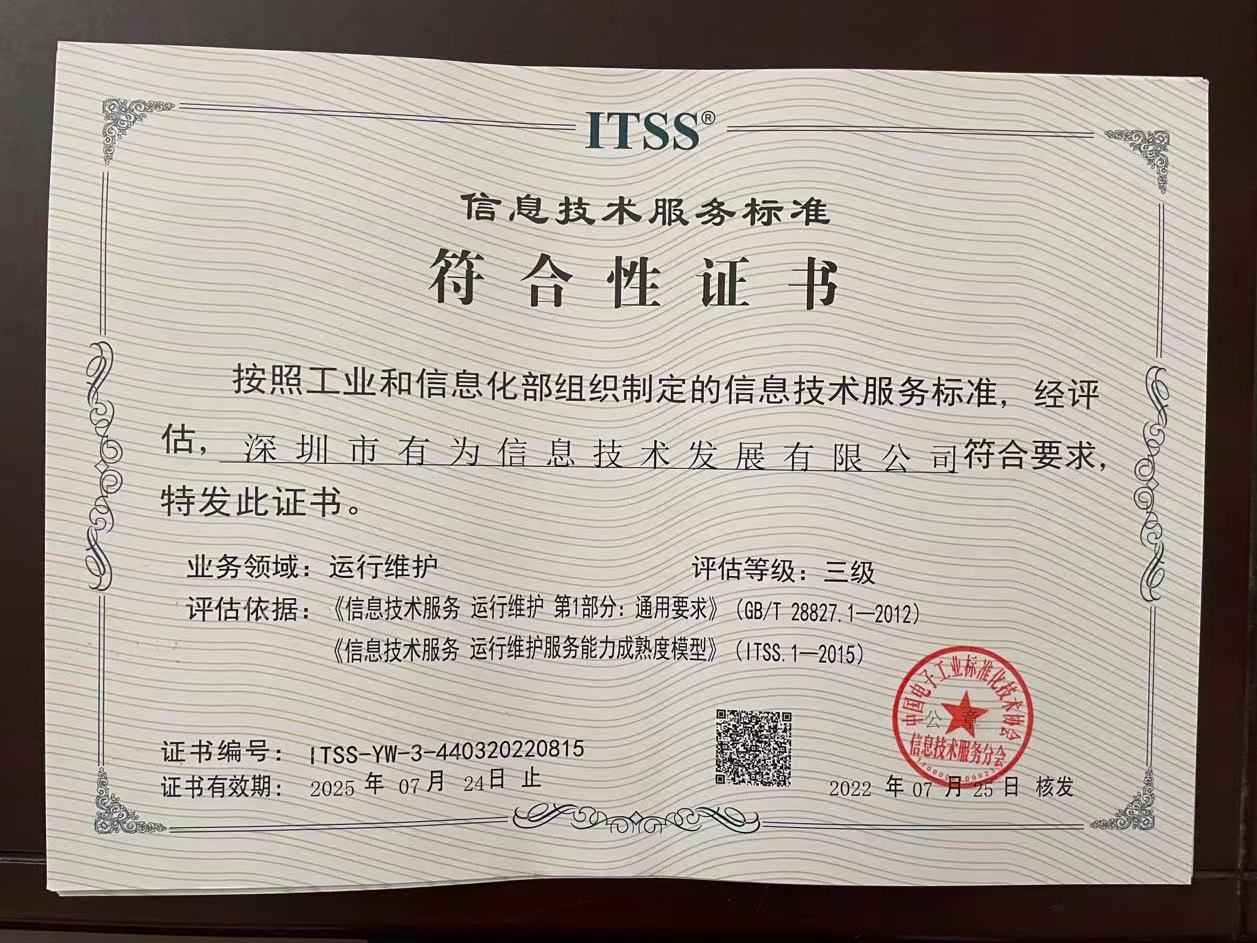 ITSS®
信息技术服务标准
符合性证书
按照工业和信息化部组织制定的信息技术服务标准，经评
估，深圳市有为信息技术发展有限公司符合要求，
特发此证书。
业务领域：运行维护 评估等级：三级
评估依据：《信息技术服务 运行维护 第1部分：通用要求》（GB/T 28827.1—2012）
《信息技术服务 运行维护服务能力成熟度模型》（ITSS.1—2015）
中国电子工业标准化技术协会
公章
信息技术服务分会
证书编号：ITSS-YW-3-440320220815
证书有效期：2025 年 07 月 24 日 止
2022 年 07 月 25 日 核发